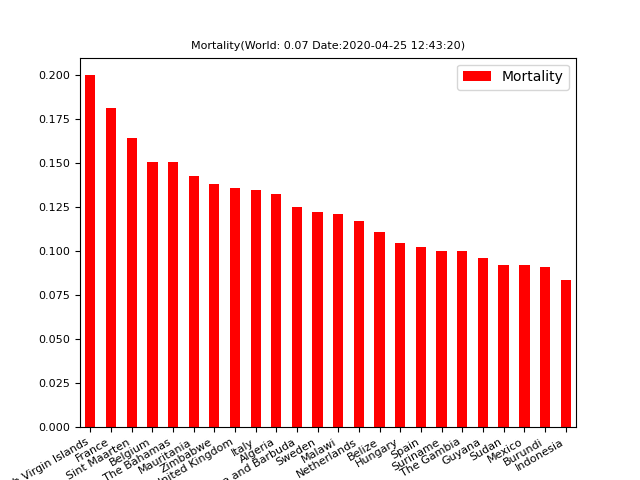 Mortality(World: 0.07 Date:2020-04-25 12:43:20)
Mortality
0.200
0.175
0.150
0.125
0.100
0.075
0.050
0.025
0.000
Virgin Islands
France
Sint Maarten
Belgium
The Bahamas
Mauritania
Zimbabwe
United Kingdom
Italy
Algeria
and Barbuda
Sweden
Malawi
Netherlands
Belize
Hungary
Spain
Suriname
The Gambia
Guyana
Sudan
Mexico
Burundi
Indonesia